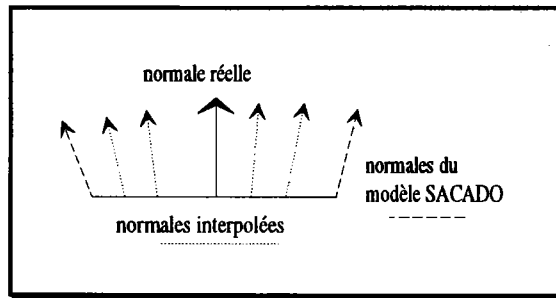 normale réelle
normales du
modèle SACADO
normales interpolées